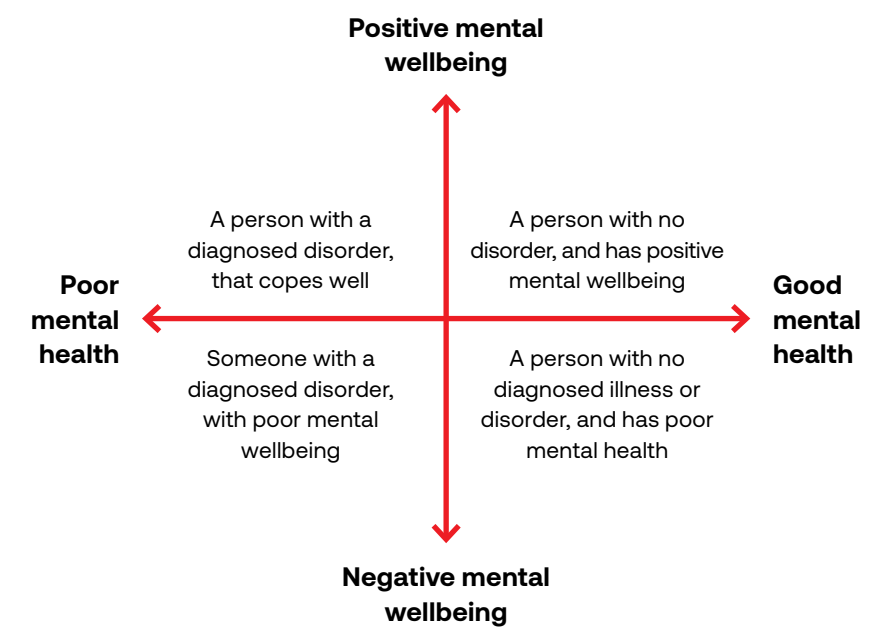 Positive mental
wellbeing
A person with a
diagnosed disorder,
that copes well
A person with no
disorder, and has positive
mental wellbeing
Poor
mental
health
Good
mental
health
Someone with a
diagnosed disorder,
with poor mental
wellbeing
A person with no
diagnosed illness or
disorder, and has poor
mental health
Negative mental
wellbeing